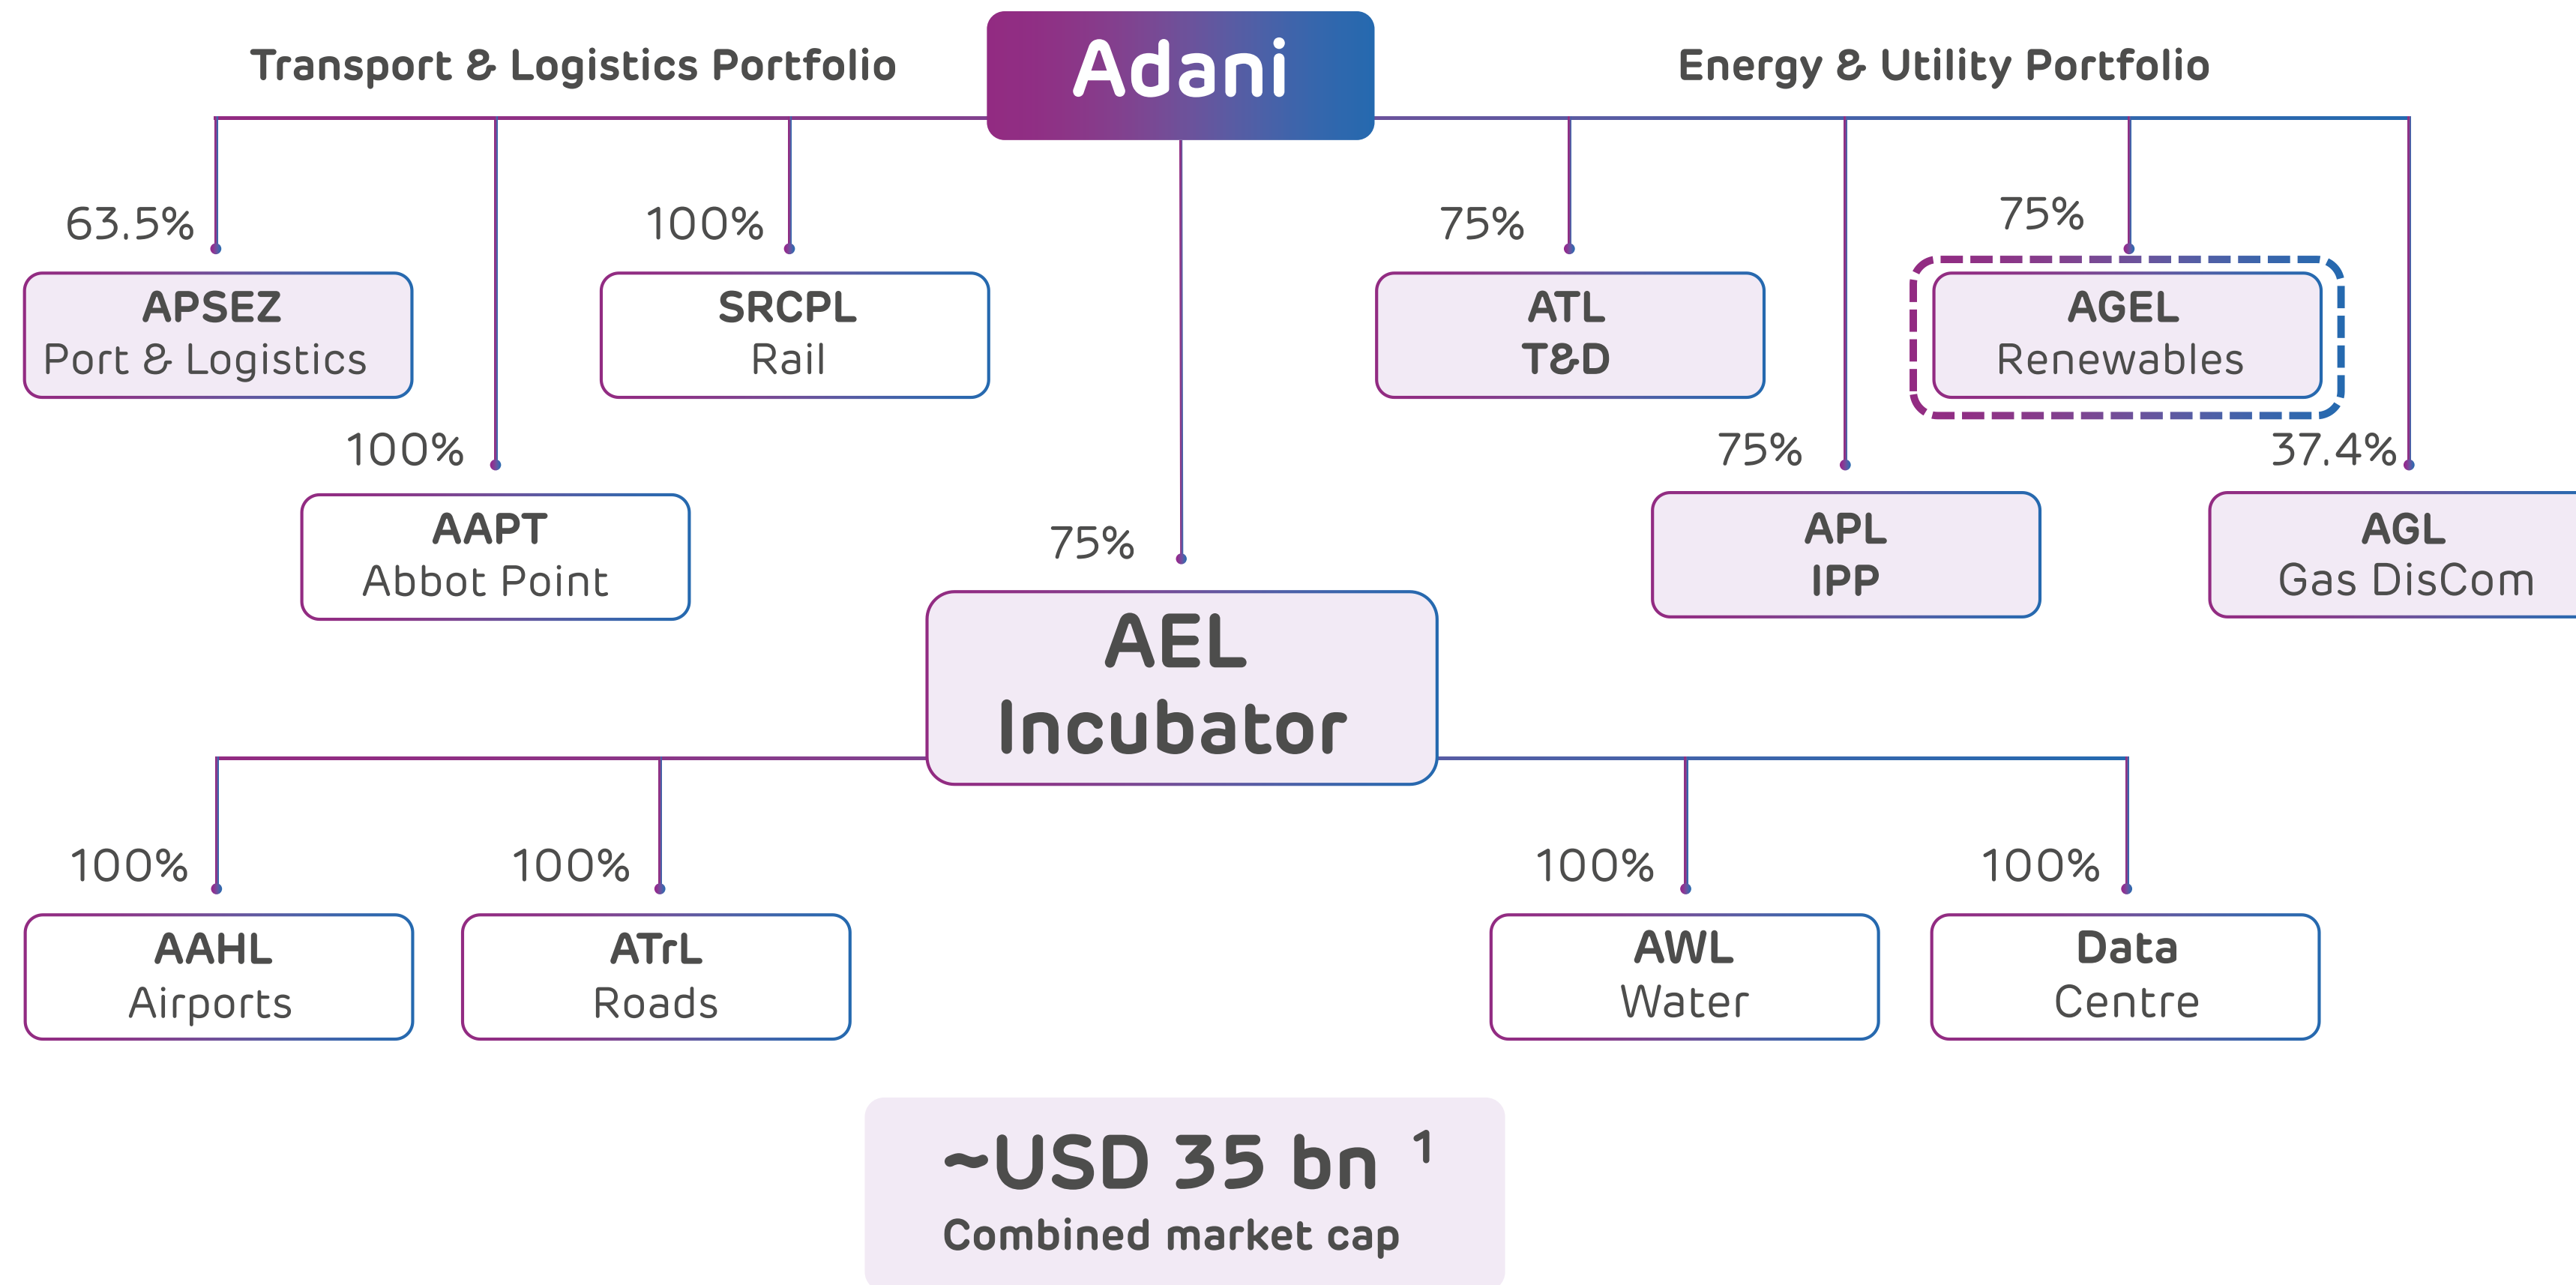 Adani
Transport & Logistics Portfolio
Energy & Utility Portfolio
63.5%
APSEZ
Port & Logistics
100%
SRCPL
Rail
100%
AAPT
Abbot Point
75%
ATL
T&D
75%
AGEL
Renewables
75%
APL
IPP
37.4%
AGL
Gas DisCom
75%
AEL
Incubator
100%
AAHL
Airports
100%
ATrL
Roads
100%
AWL
Water
100%
Data
Centre
~USD 35 bn ¹
Combined market cap